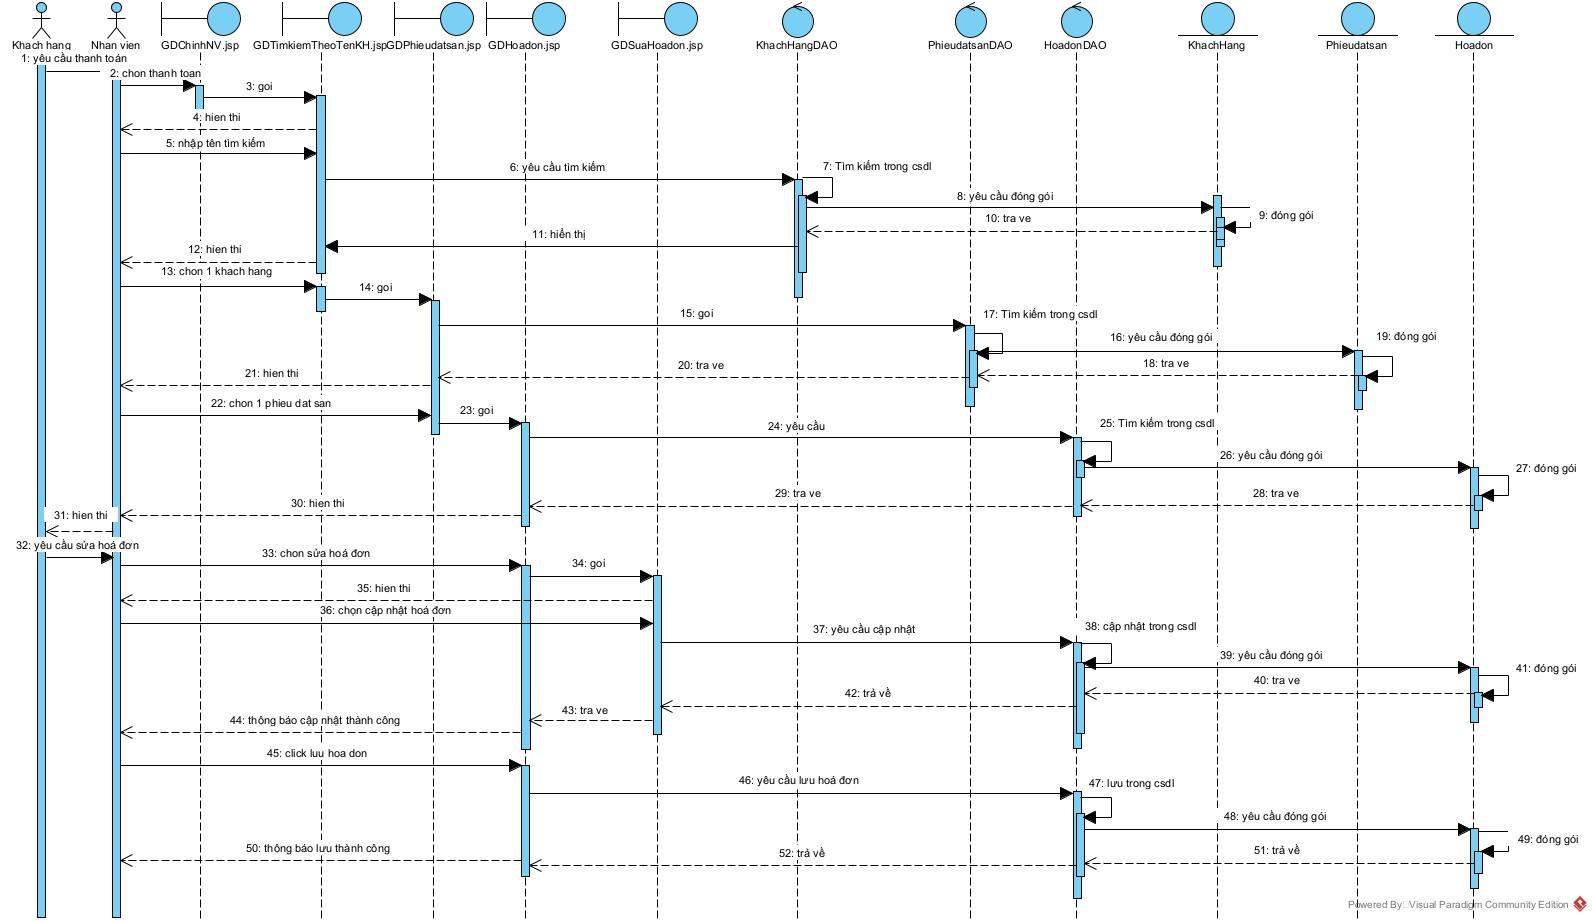 Khach hang
Nhan vien
GDChinhNV.jsp
GDTimkiemTheoTenKH.jsp
GDPhieudatsan.jsp
GDHoadon.jsp
GDSuaHoadon.jsp
KhachHangDAO
PhieudatsanDAO
HoadonDAO
KhachHang
Phieudatsan
Hoadon
1: yêu cầu thanh toán
2: chon thanh toan
3: goi
4: hien thi
5: nhập tên tìm kiếm
6: yêu cầu tìm kiếm
7: Tìm kiếm trong csdl
8: yêu cầu đóng gói
9: đóng gói
10: tra ve
11: hiển thị
12: hien thi
13: chon 1 khach hang
14: goi
15: goi
17: Tìm kiếm trong csdl
16: yêu cầu đóng gói
19: đóng gói
18: tra ve
20: tra ve
21: hien thi
22: chon 1 phieu dat san
23: goi
24: yêu cầu
25: Tìm kiếm trong csdl
26: yêu cầu đóng gói
27: đóng gói
28: tra ve
29: tra ve
30: hien thi
31: hien thi
32: yêu cầu sửa hoá đơn
33: chon sửa hoá đơn
34: goi
35: hien thi
36: chọn cập nhật hoá đơn
37: yêu cầu cập nhật
38: cập nhật trong csdl
39: yêu cầu đóng gói
41: đóng gói
40: tra ve
42: trả về
43: tra ve
44: thông báo cập nhật thành công
45: click luu hoa don
46: yêu cầu lưu hoá đơn
47: lưu trong csdl
48: yêu cầu đóng gói
49: đóng gói
50: thông báo lưu thành công
52: trả về
51: trả về
Powered By Visual Paradigm Community Edition